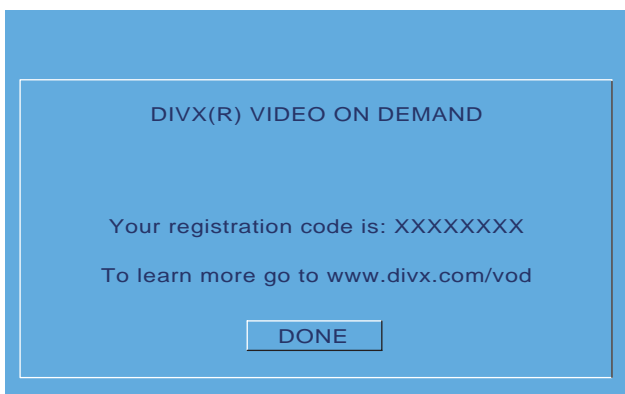 DIVX(R) VIDEO ON DEMAND
Your registration code is: XXXXXXXX
To learn more go to www.divx.com/vod
DONE